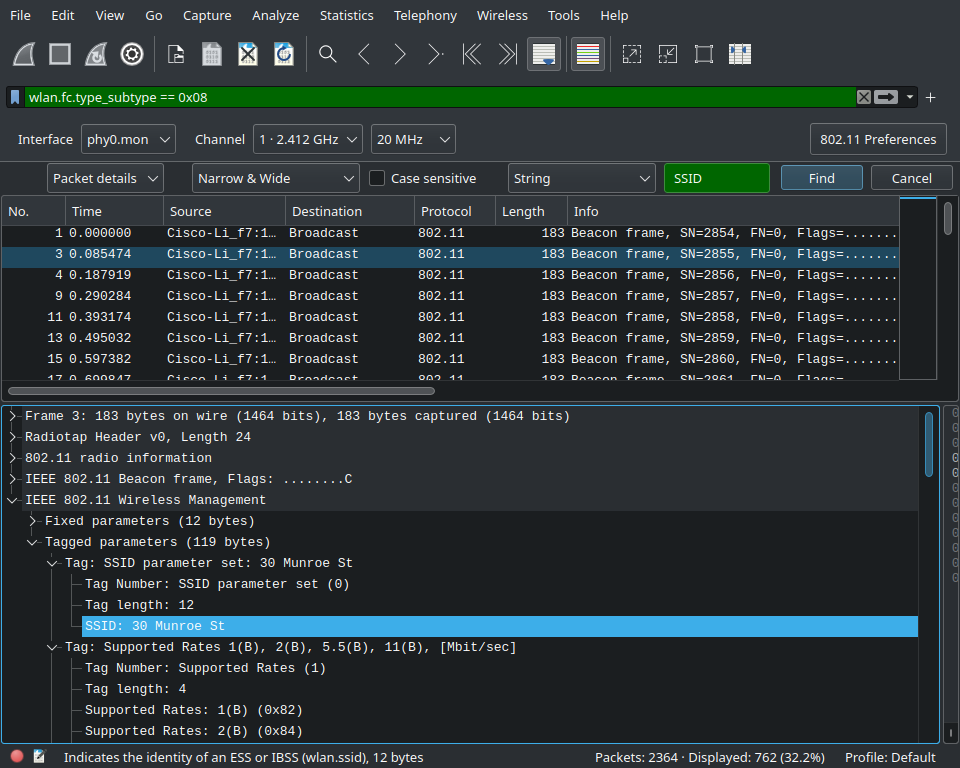 File Edit View Go Capture Analyze Statistics Telephony Wireless Tools Help
wlan.fc.type_subtype == 0x08
Interface phy0.mon Channel 1 · 2.412 GHz 20 MHz 802.11 Preferences
Packet details Narrow & Wide Case sensitive String SSID Find Cancel
No. Time Source Destination Protocol Length Info
1 0.000000 Cisco-Li_f7:1… Broadcast 802.11 183 Beacon frame, SN=2854, FN=0, Flags=.......
3 0.085474 Cisco-Li_f7:1… Broadcast 802.11 183 Beacon frame, SN=2855, FN=0, Flags=.......
4 0.187919 Cisco-Li_f7:1… Broadcast 802.11 183 Beacon frame, SN=2856, FN=0, Flags=.......
9 0.290284 Cisco-Li_f7:1… Broadcast 802.11 183 Beacon frame, SN=2857, FN=0, Flags=.......
11 0.393174 Cisco-Li_f7:1… Broadcast 802.11 183 Beacon frame, SN=2858, FN=0, Flags=.......
13 0.495032 Cisco-Li_f7:1… Broadcast 802.11 183 Beacon frame, SN=2859, FN=0, Flags=.......
15 0.597382 Cisco-Li_f7:1… Broadcast 802.11 183 Beacon frame, SN=2860, FN=0, Flags=.......
17 0.699847 Cisco-Li_f7:1… Broadcast 802.11 183 Beacon frame, SN=2861, FN=0, Flags=
Frame 3: 183 bytes on wire (1464 bits), 183 bytes captured (1464 bits)
Radiotap Header v0, Length 24
802.11 radio information
IEEE 802.11 Beacon frame, Flags: ........C
IEEE 802.11 Wireless Management
Fixed parameters (12 bytes)
Tagged parameters (119 bytes)
Tag: SSID parameter set: 30 Munroe St
Tag Number: SSID parameter set (0)
Tag length: 12
SSID: 30 Munroe St
Tag: Supported Rates 1(B), 2(B), 5.5(B), 11(B), [Mbit/sec]
Tag Number: Supported Rates (1)
Tag length: 4
Supported Rates: 1(B) (0x82)
Supported Rates: 2(B) (0x84)
Indicates the identity of an ESS or IBSS (wlan.ssid), 12 bytes Packets: 2364 · Displayed: 762 (32.2%) Profile: Default